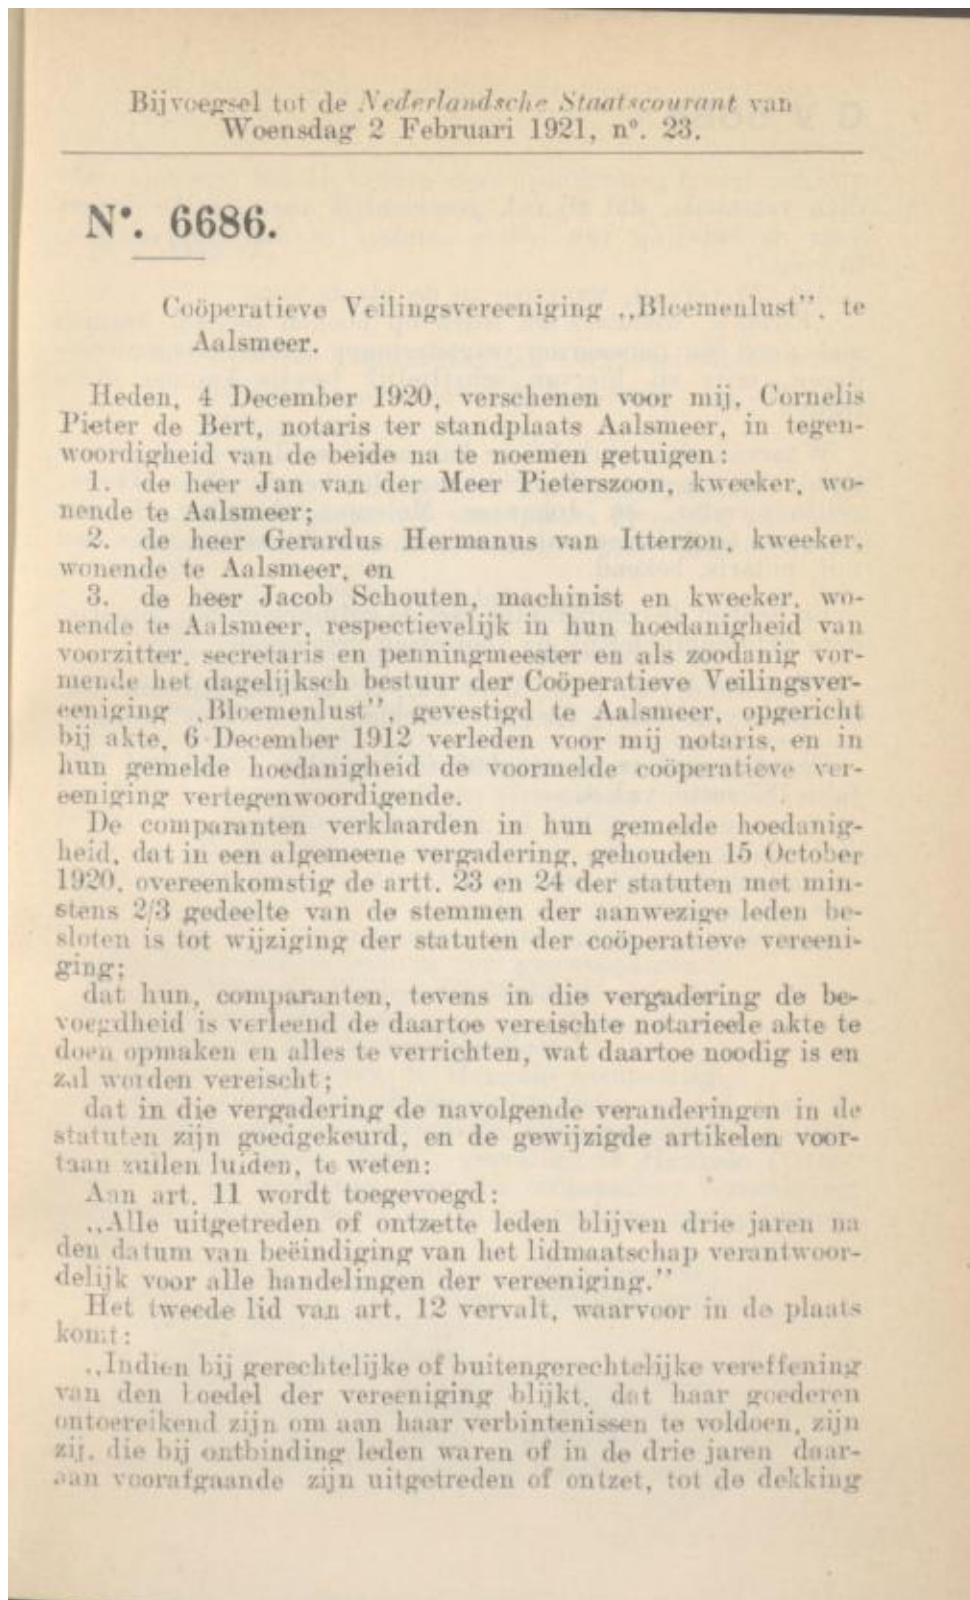 Bijvoegsel tot de Nederlandsche Staatscourant van
Woensdag 2 Februari 1921, n°. 23.
N°. 6686.
Coöperatieve Veilingsvereeniging „Bloemenlust”, te
Aalsmeer.
Heden, 4 December 1920, verschenen voor mij, Cornelis
Pieter de Bert, notaris ter standplaats Aalsmeer, in tegen-
woordigheid van de beide na te noemen getuigen:
1. de heer Jan van der Meer Pieterszoon, kweeker, wo-
nende te Aalsmeer;
2. de heer Gerardus Hermanus van Itterzon, kweeker,
wonende te Aalsmeer, en
3. de heer Jacob Schouten, machinist en kweeker, wo-
nende te Aalsmeer, respectievelijk in hun hoedanigheid van
voorzitter, secretaris en penningmeester en als zoodanig vor-
mende het dagelijksch bestuur der Coöperatieve Veilingsver-
eeniging „Bloemenlust”, gevestigd te Aalsmeer, opgericht
bij akte, 6 December 1912 verleden voor mij notaris, en in
hun gemelde hoedanigheid de voormelde coöperatieve ver-
eeniging vertegenwoordigende.
De comparanten verklaarden in hun gemelde hoedanig-
heid, dat in een algemeene vergadering, gehouden 15 October
1920, overeenkomstig de artt. 23 en 24 der statuten met min-
stens 2/3 gedeelte van de stemmen der aanwezige leden be-
sloten is tot wijziging der statuten der coöperatieve vereeni-
ging;
dat hun, comparanten, tevens in die vergadering de be-
voegdheid is verleend de daartoe vereischte notarieele akte te
doen opmaken en alles te verrichten, wat daartoe noodig is en
zal worden vereischt;
dat in die vergadering de navolgende veranderingen in de
statuten zijn goedgekeurd, en de gewijzigde artikelen voor-
taan zullen luiden, te weten:
Aan art. 11 wordt toegevoegd:
„Alle uitgetreden of ontzette leden blijven drie jaren na
den datum van beëindiging van het lidmaatschap verantwoor-
delijk voor alle handelingen der vereeniging.”
Het tweede lid van art. 12 vervalt, waarvoor in de plaats
komt:
„Indien bij gerechtelijke of buitengerechtelijke vereffening
van den boedel der vereeniging blijkt, dat haar goederen
ontoereikend zijn om aan haar verbintenissen te voldoen, zijn
zij, die bij ontbinding leden waren of in de drie jaren daar-
aan voorafgaande zijn uitgetreden of ontzet, tot de dekking